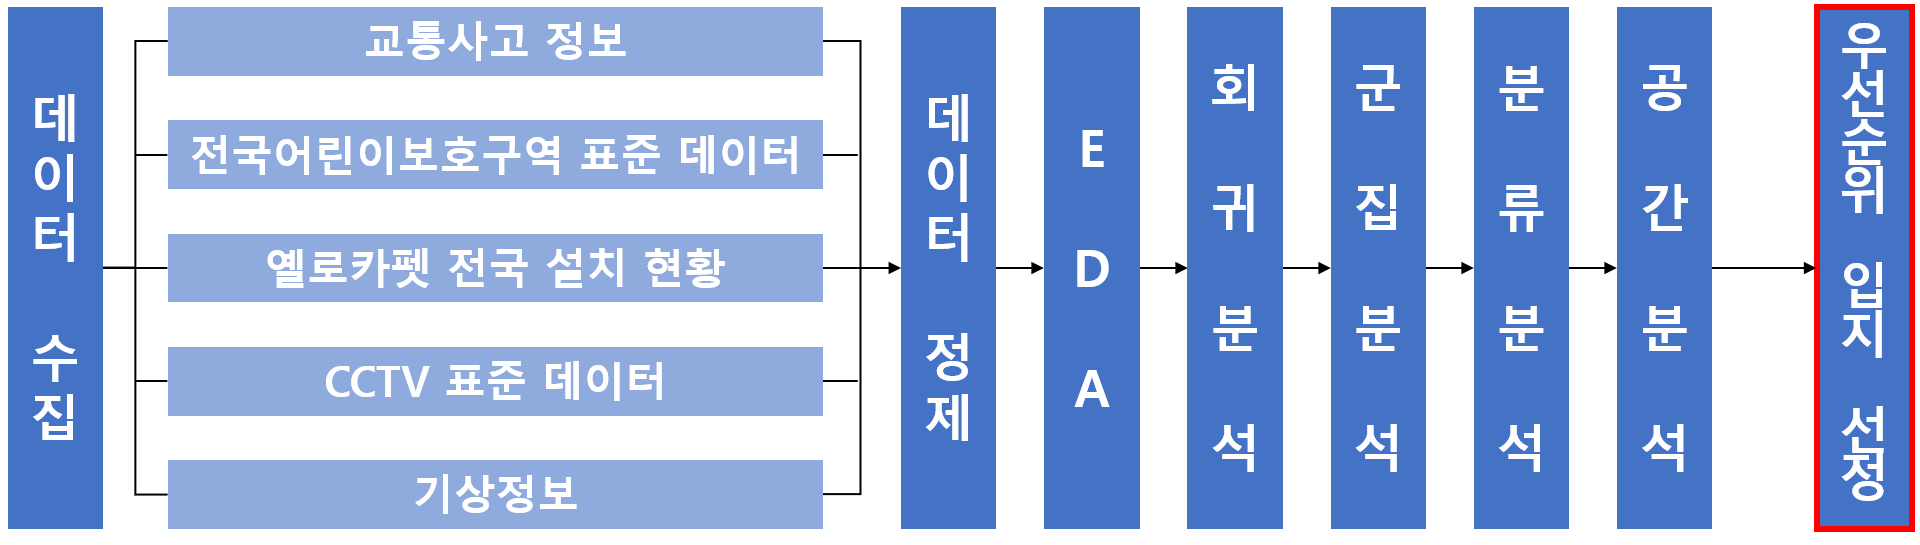 데이터 수집
교통사고 정보
전국어린이보호구역 표준 데이터
옐로카펫 전국 설치 현황
CCTV 표준 데이터
기상정보
데이터 정제
EDA
회귀분석
군집분석
분류분석
공간분석
우선순위 입지 선정